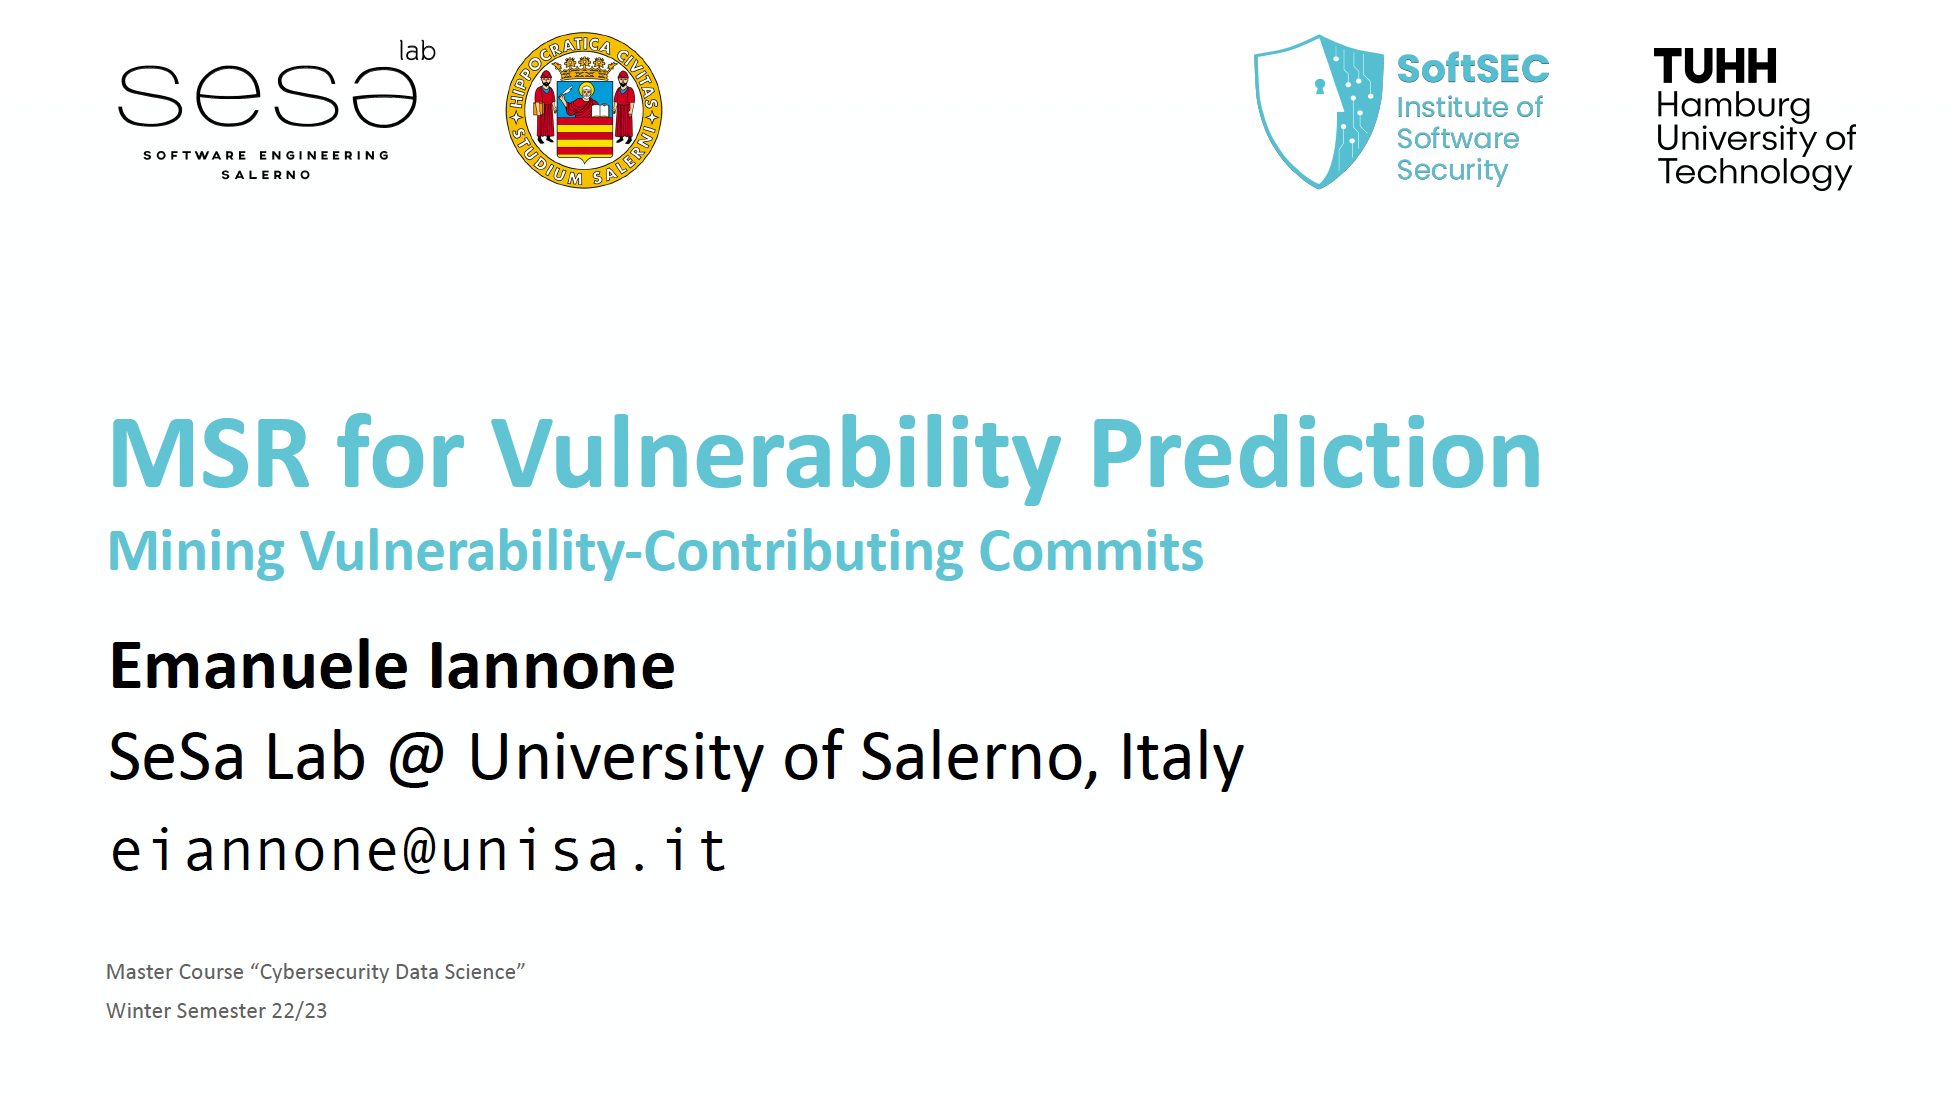 lab
sesa
SOFTWARE ENGINEERING
SALERNO
HIPPOCRATICA CIVITAS
STUDIUM SALERNI
SoftSEC
Institute of
Software
Security
TUHH
Hamburg
University of
Technology
MSR for Vulnerability Prediction
Mining Vulnerability-Contributing Commits
Emanuele Iannone
SeSa Lab @ University of Salerno, Italy
eiannone@unisa.it
Master Course “Cybersecurity Data Science”
Winter Semester 22/23